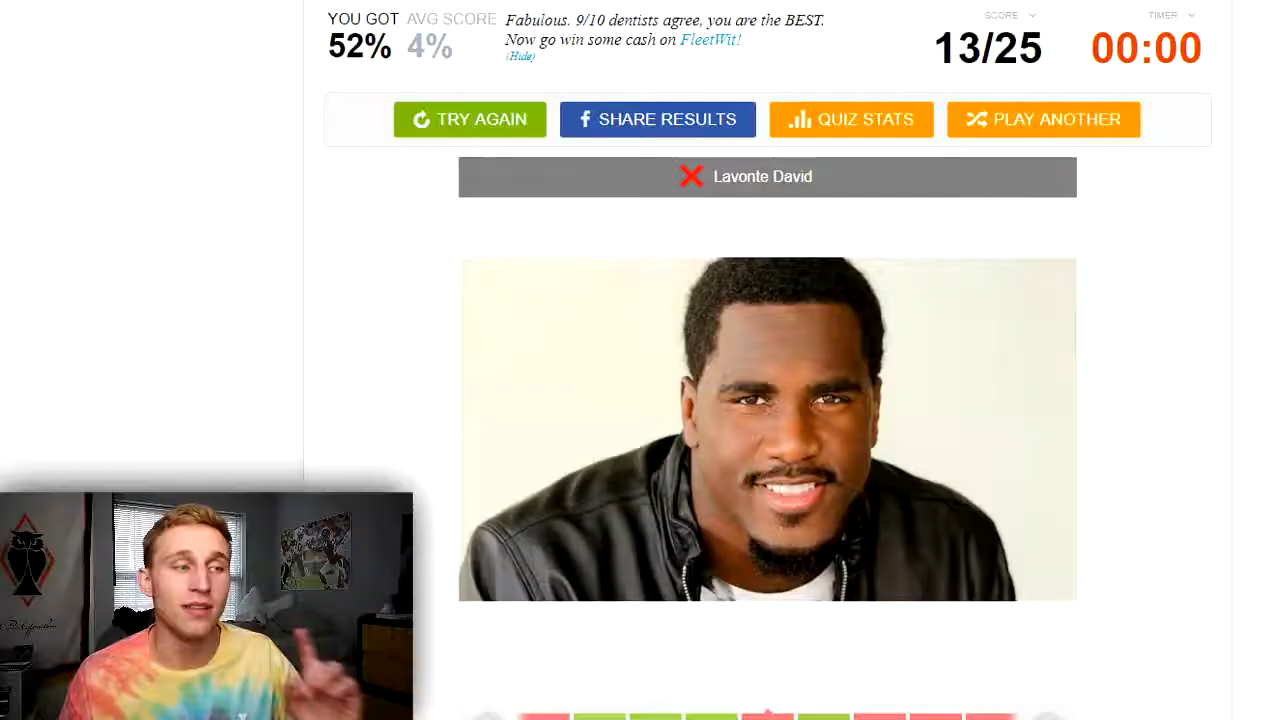 YOU GOT
52%
AVG SCORE
4%
Fabulous. 9/10 dentists agree, you are the BEST.
Now go win some cash on FleetWit!
(Hide)
SCORE
13/25
TIMER
00:00
TRY AGAIN
SHARE RESULTS
QUIZ STATS
PLAY ANOTHER
Lavonte David